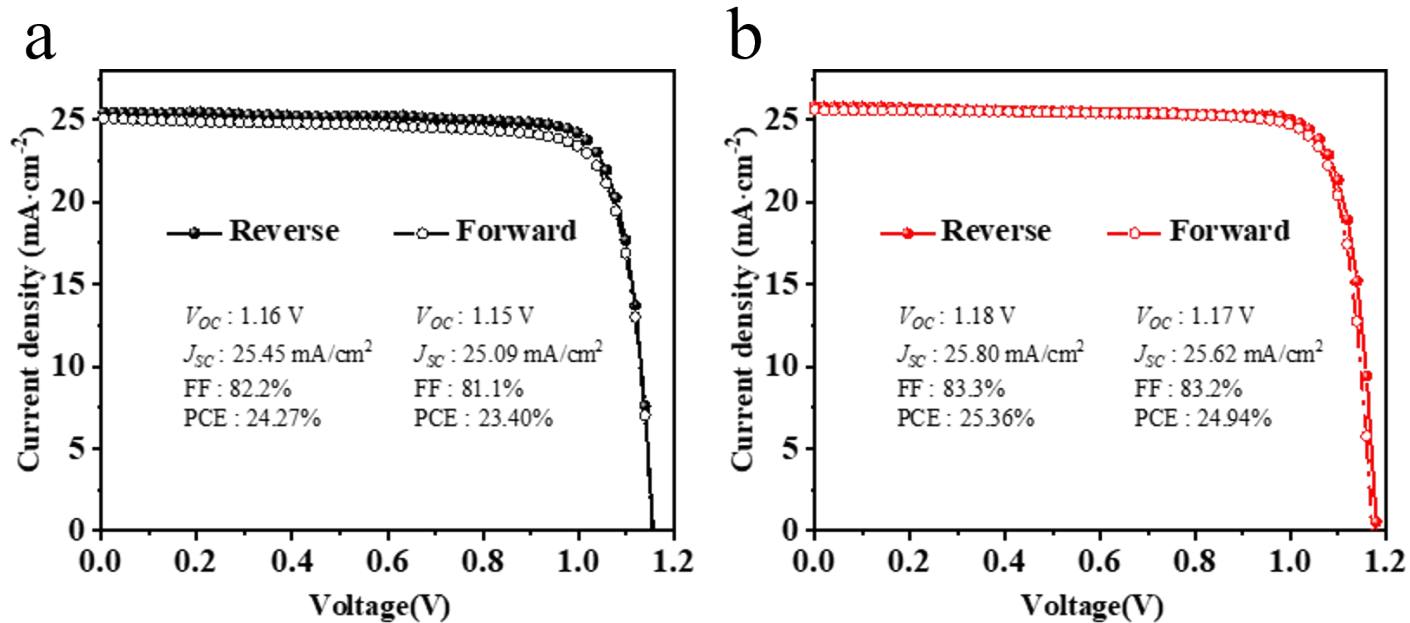 a
Current density (mA·cm⁻²)
25
20
15
10
5
0
Reverse
Forward
V_OC : 1.16 V
J_SC : 25.45 mA/cm²
FF : 82.2%
PCE : 24.27%
V_OC : 1.15 V
J_SC : 25.09 mA/cm²
FF : 81.1%
PCE : 23.40%
0.0 0.2 0.4 0.6 0.8 1.0 1.2
Voltage(V)
b
Current density (mA·cm⁻²)
25
20
15
10
5
0
Reverse
Forward
V_OC : 1.18 V
J_SC : 25.80 mA/cm²
FF : 83.3%
PCE : 25.36%
V_OC : 1.17 V
J_SC : 25.62 mA/cm²
FF : 83.2%
PCE : 24.94%
0.0 0.2 0.4 0.6 0.8 1.0 1.2
Voltage(V)